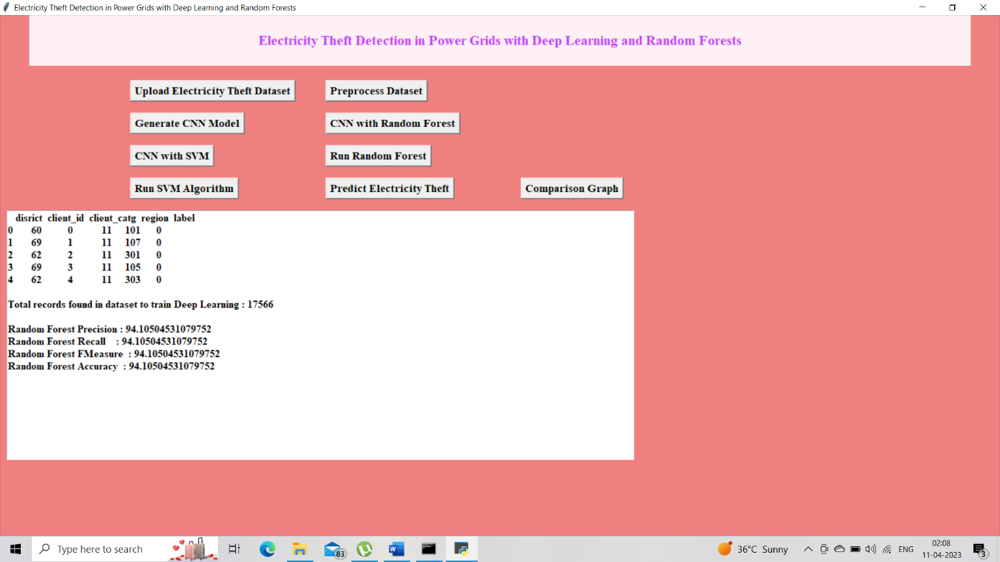 Electricity Theft Detection in Power Grids with Deep Learning and Random Forests
Electricity Theft Detection in Power Grids with Deep Learning and Random Forests
Upload Electricity Theft Dataset Preprocess Dataset
Generate CNN Model CNN with Random Forest
CNN with SVM Run Random Forest
Run SVM Algorithm Predict Electricity Theft Comparison Graph
disrict client_id client_catg region label
0 60 0 11 101 0
1 69 1 11 107 0
2 62 2 11 301 0
3 69 3 11 105 0
4 62 4 11 303 0
Total records found in dataset to train Deep Learning : 17566
Random Forest Precision : 94.10504531079752
Random Forest Recall : 94.10504531079752
Random Forest FMeasure : 94.10504531079752
Random Forest Accuracy : 94.10504531079752
Type here to search 83 36°C Sunny ENG 02:08
11-04-2023 3